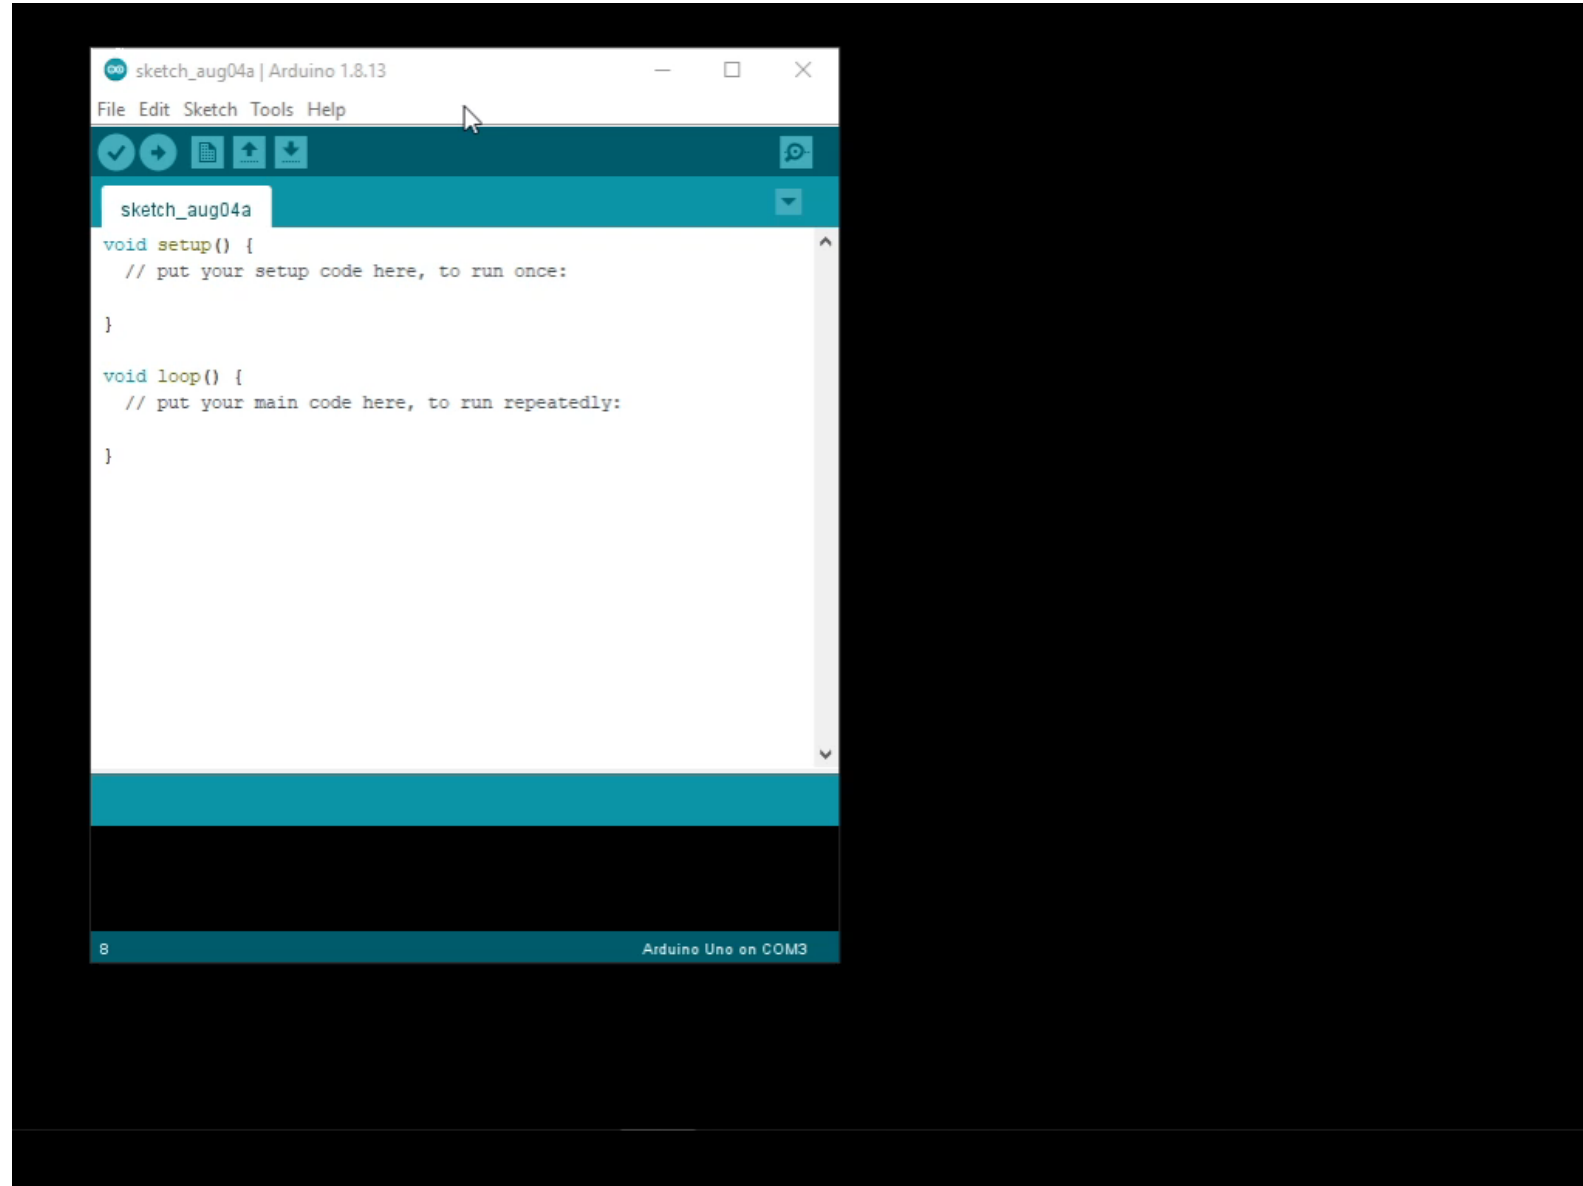 sketch_aug04a | Arduino 1.8.13
File Edit Sketch Tools Help
sketch_aug04a
void setup() {
  // put your setup code here, to run once:
}
void loop() {
  // put your main code here, to run repeatedly:
}
8 Arduino Uno on COM3